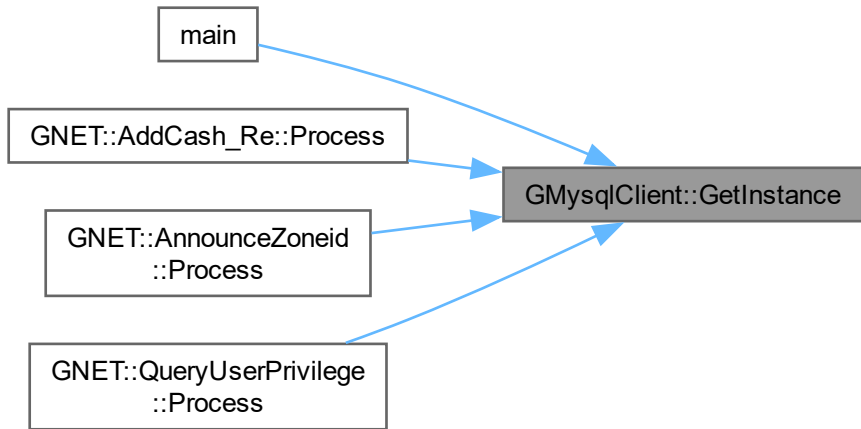 main
GNET::AddCash_Re::Process
GMysqlClient::GetInstance
GNET::AnnounceZoneid
::Process
GNET::QueryUserPrivilege
::Process